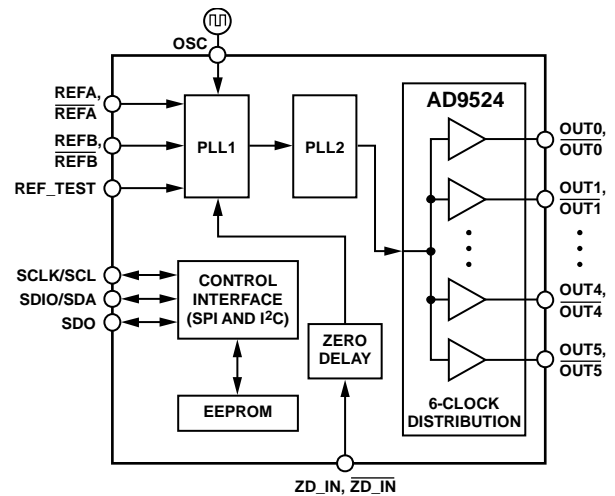 OSC
REFA,
REFA
REFB,
REFB
REF_TEST
PLL1
PLL2
AD9524
OUT0,
OUT0
OUT1,
OUT1
OUT4,
OUT4
OUT5,
OUT5
SCLK/SCL
SDIO/SDA
SDO
CONTROL
INTERFACE
(SPI AND I²C)
EEPROM
ZERO
DELAY
6-CLOCK
DISTRIBUTION
ZD_IN, ZD_IN